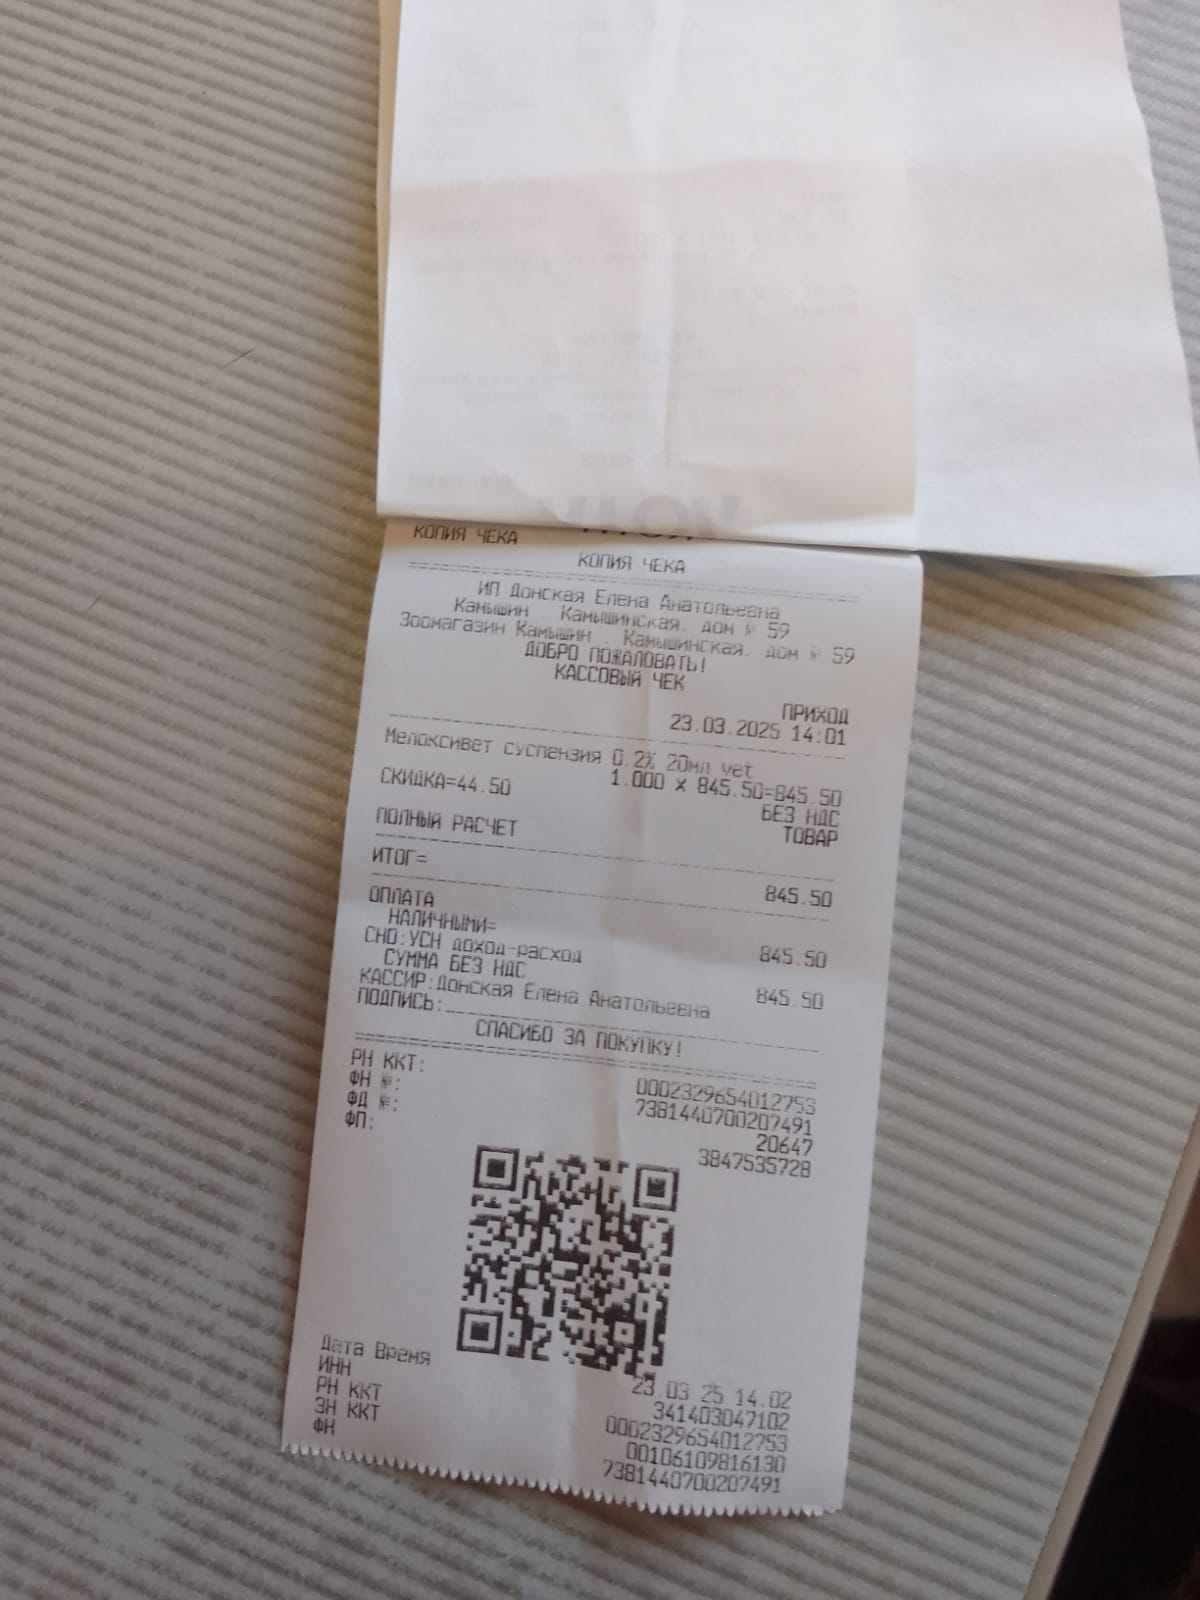 КОПИЯ ЧЕКА
КОПИЯ ЧЕКА
ИП Донская Елена Анатольевна
Камышин Камышинская, дом № 59
Зоомагазин Камышин , Камышинская, дом № 59
ДОБРО ПОЖАЛОВАТЬ!
КАССОВЫЙ ЧЕК
ПРИХОД
23.03.2025 14:01
Мелоксивет суспензия 0.2% 20мл vet
1.000 X 845.50=845.50
СКИДКА=44.50
БЕЗ НДС
ТОВАР
ПОЛНЫЙ РАСЧЕТ
ИТОГ= 845.50
ОПЛАТА
НАЛИЧНЫМИ= 845.50
СНО:УСН доход-расход
СУММА БЕЗ НДС 845.50
КАССИР:Донская Елена Анатольевна
ПОДПИСЬ:
СПАСИБО ЗА ПОКУПКУ!
РН ККТ: 0002329654012753
ФН №: 7381440700207491
ФД №: 20647
ФП: 3847535728
Дата Время 23.03.25 14.02
ИНН 341403047102
РН ККТ 0002329654012753
ЗН ККТ 00106109816130
ФН 7381440700207491